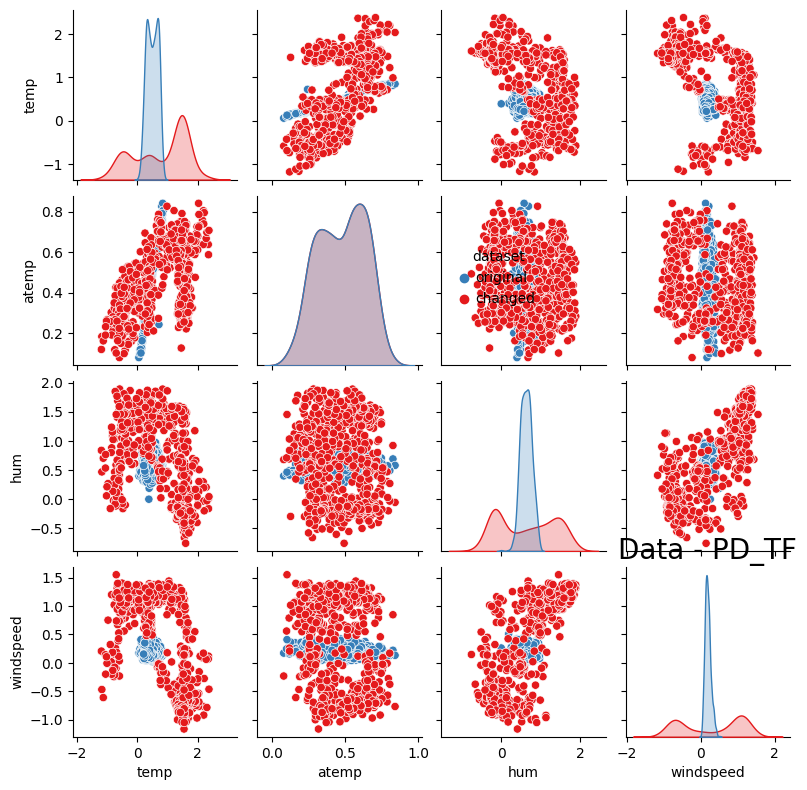 temp
2
1
0
−1
−2
0
2
atemp
0.8
0.6
0.4
0.2
dataset
original
changed
hum
2.0
1.5
1.0
0.5
0.0
−0.5
Data - PD_TF
windspeed
1.5
1.0
0.5
0.0
−0.5
−1.0
−2 0 2
0.0 0.5 1.0
0 2
−2 0 2
temp atemp hum windspeed